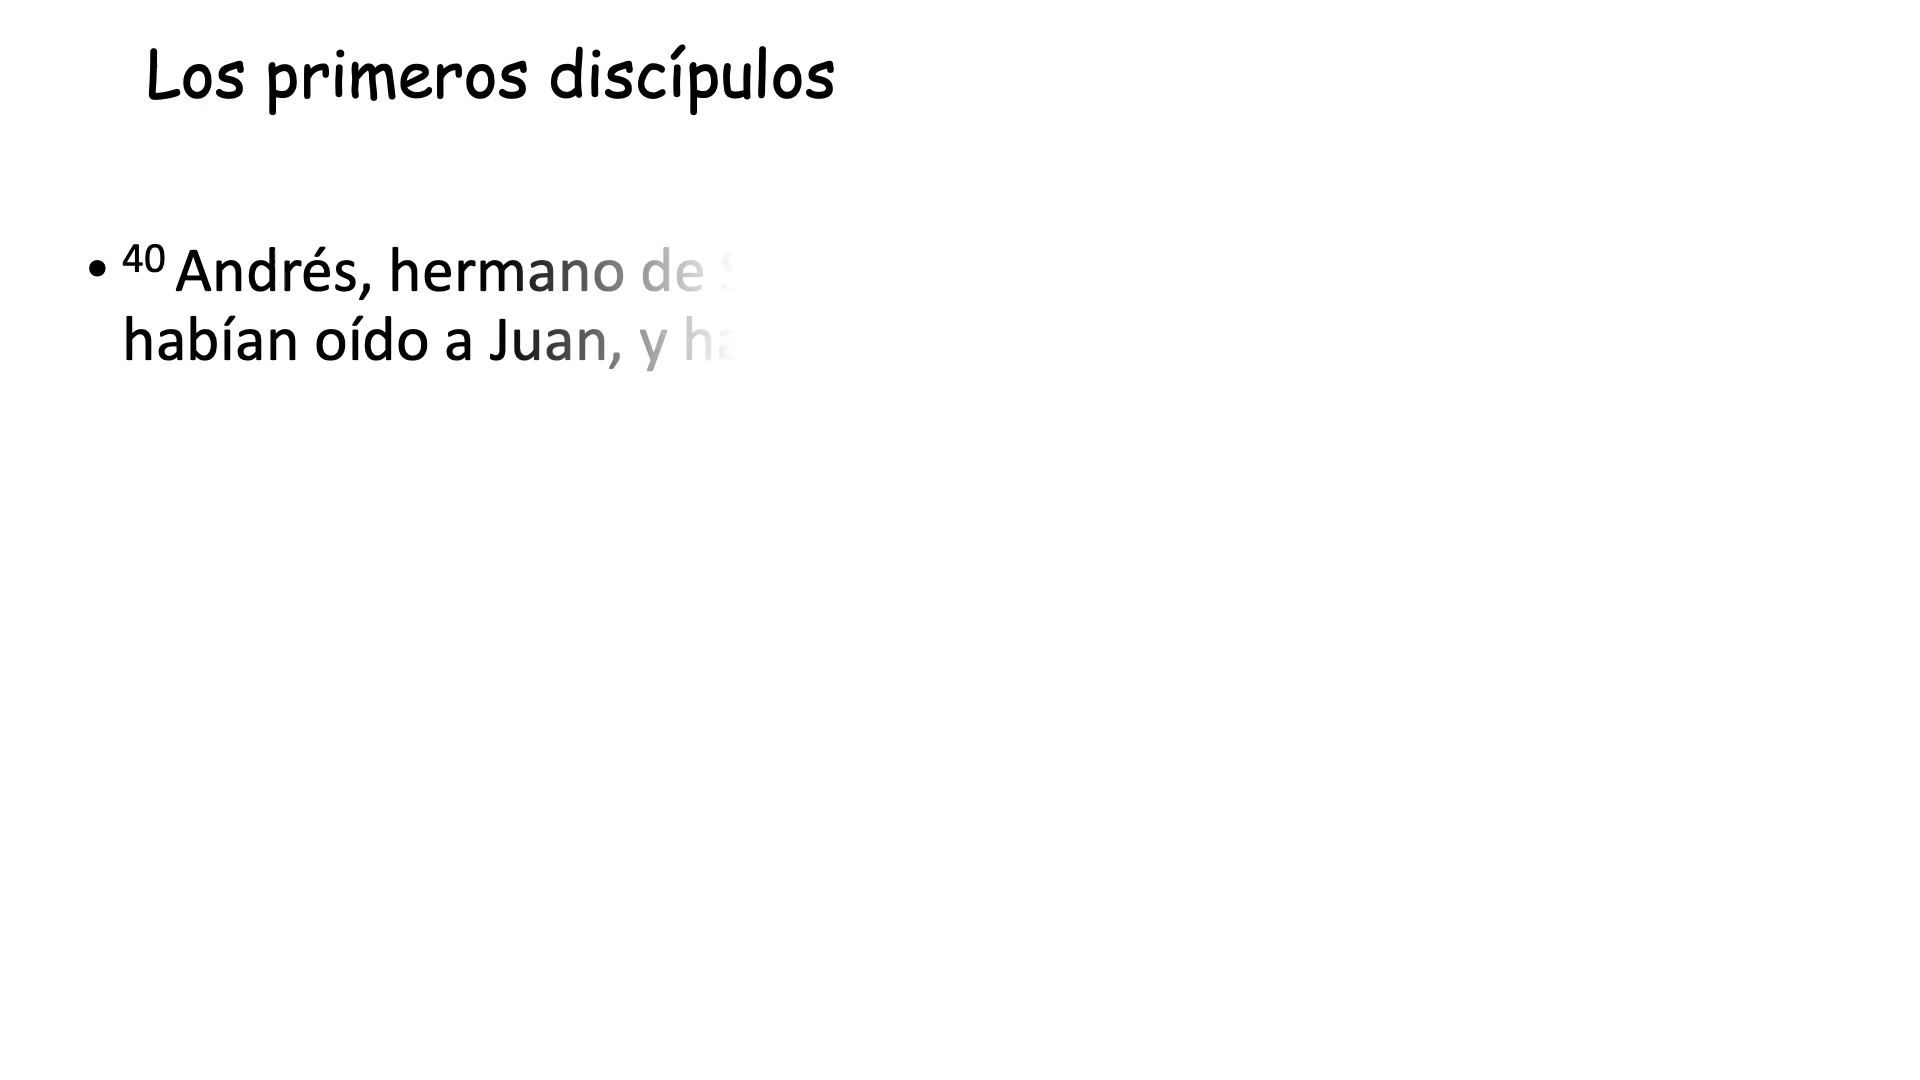 Los primeros discípulos
• 40 Andrés, hermano de
habían oído a Juan, y